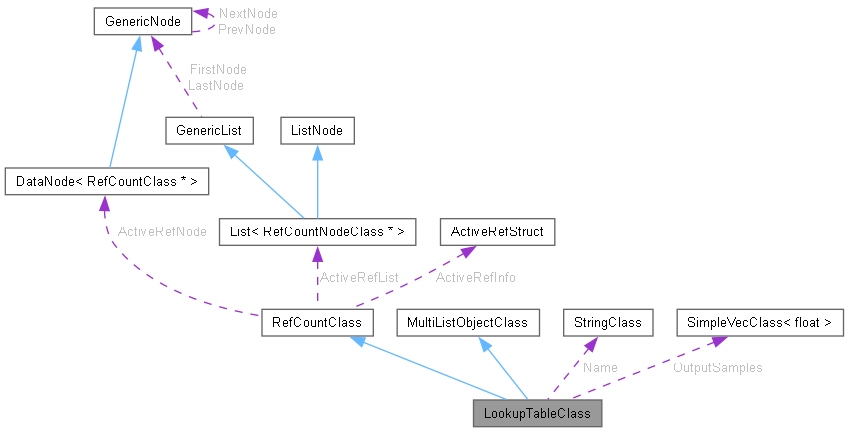 GenericNode
NextNode
PrevNode
FirstNode
LastNode
GenericList
ListNode
DataNode< RefCountClass * >
ActiveRefNode
List< RefCountNodeClass * >
ActiveRefStruct
ActiveRefList
ActiveRefInfo
RefCountClass
MultiListObjectClass
StringClass
SimpleVecClass< float >
Name
OutputSamples
LookupTableClass